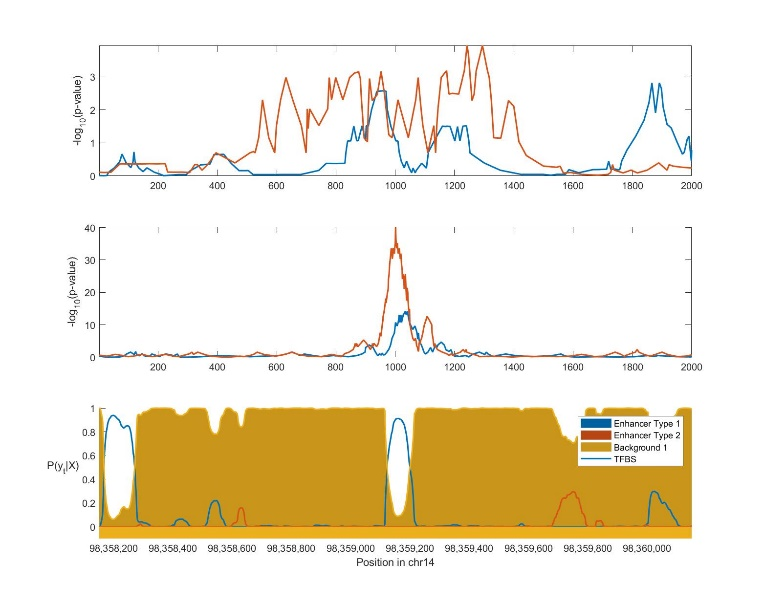 -log10(p-value)
3
2
1
0
200 400 600 800 1000 1200 1400 1600 1800 2000
-log10(p-value)
40
30
20
10
0
200 400 600 800 1000 1200 1400 1600 1800 2000
P(yt|X)
1
0.8
0.6
0.4
0.2
0
Enhancer Type 1
Enhancer Type 2
Background 1
TFBS
98,358,200 98,358,400 98,358,600 98,358,800 98,359,000 98,359,200 98,359,400 98,359,600 98,359,800 98,360,000
Position in chr14